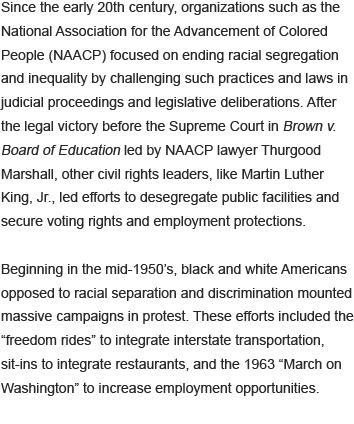 Since the early 20th century, organizations such as the
National Association for the Advancement of Colored
People (NAACP) focused on ending racial segregation
and inequality by challenging such practices and laws in
judicial proceedings and legislative deliberations. After
the legal victory before the Supreme Court in Brown v.
Board of Education led by NAACP lawyer Thurgood
Marshall, other civil rights leaders, like Martin Luther
King, Jr., led efforts to desegregate public facilities and
secure voting rights and employment protections.
Beginning in the mid-1950’s, black and white Americans
opposed to racial separation and discrimination mounted
massive campaigns in protest. These efforts included the
“freedom rides” to integrate interstate transportation,
sit-ins to integrate restaurants, and the 1963 “March on
Washington” to increase employment opportunities.